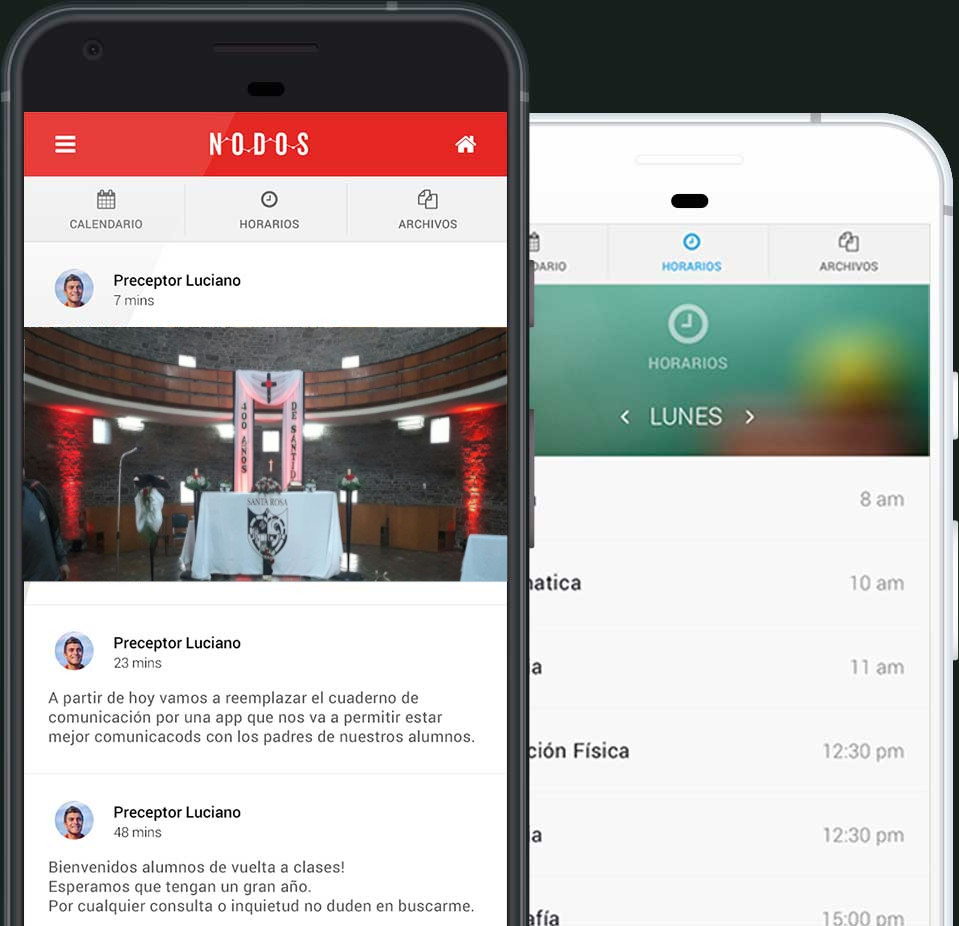 NODOS
CALENDARIO
HORARIOS
ARCHIVOS
Preceptor Luciano
7 mins
400 AÑOS
DE SANTID
SANTA ROSA
Preceptor Luciano
23 mins
A partir de hoy vamos a reemplazar el cuaderno de
comunicación por una app que nos va a permitir estar
mejor comunicacods con los padres de nuestros alumnos.
Preceptor Luciano
48 mins
Bienvenidos alumnos de vuelta a clases!
Esperamos que tengan un gran año.
Por cualquier consulta o inquietud no duden en buscarme.
DARIO
HORARIOS
ARCHIVOS
HORARIOS
< LUNES >
8 am
atica 10 am
a 11 am
ción Física 12:30 pm
ia 12:30 pm
afía 15:00 pm